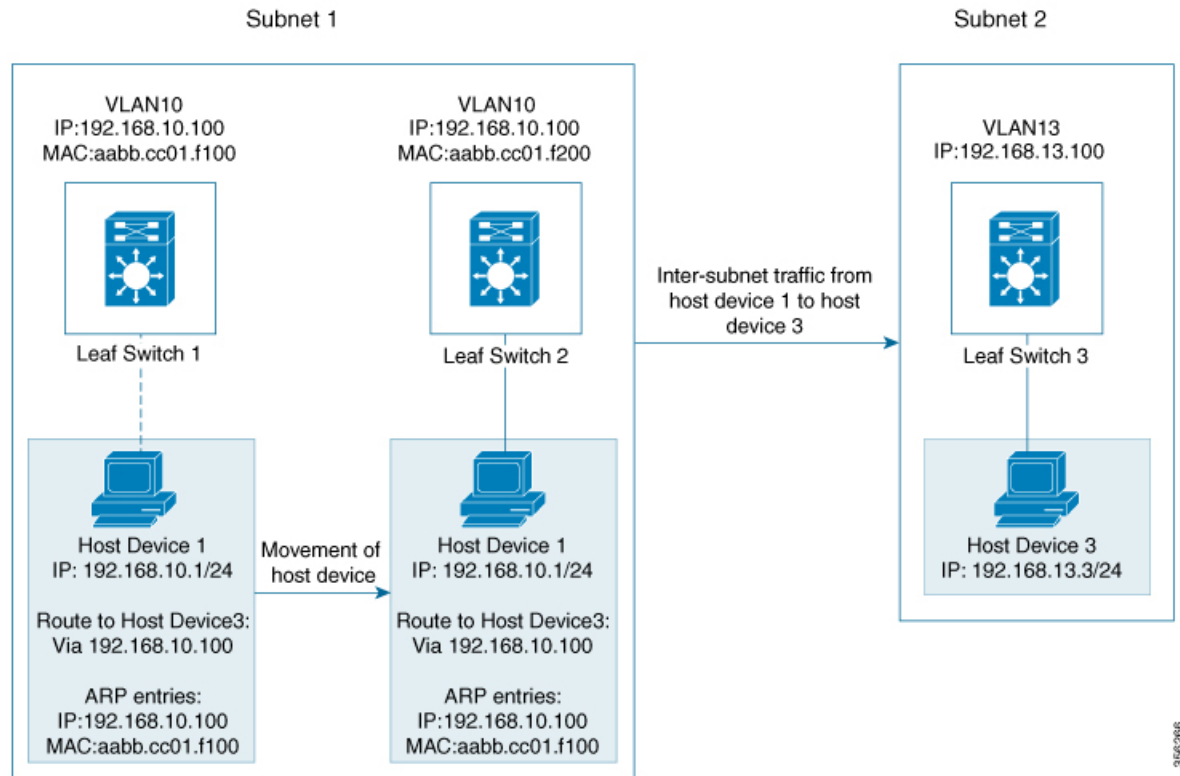 Subnet 1
Subnet 2
VLAN10
IP:192.168.10.100
MAC:aabb.cc01.f100
VLAN10
IP:192.168.10.100
MAC:aabb.cc01.f200
VLAN13
IP:192.168.13.100
Leaf Switch 1
Leaf Switch 2
Inter-subnet traffic from
host device 1 to host
device 3
Leaf Switch 3
Host Device 1
IP: 192.168.10.1/24
Route to Host Device3:
Via 192.168.10.100
ARP entries:
IP:192.168.10.100
MAC:aabb.cc01.f100
Movement of
host device
Host Device 1
IP: 192.168.10.1/24
Route to Host Device3:
Via 192.168.10.100
ARP entries:
IP:192.168.10.100
MAC:aabb.cc01.f100
Host Device 3
IP: 192.168.13.3/24
356266